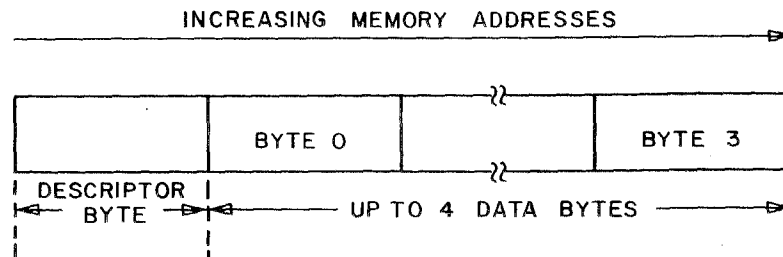 INCREASING MEMORY ADDRESSES
BYTE 0
BYTE 3
DESCRIPTOR
BYTE
UP TO 4 DATA BYTES